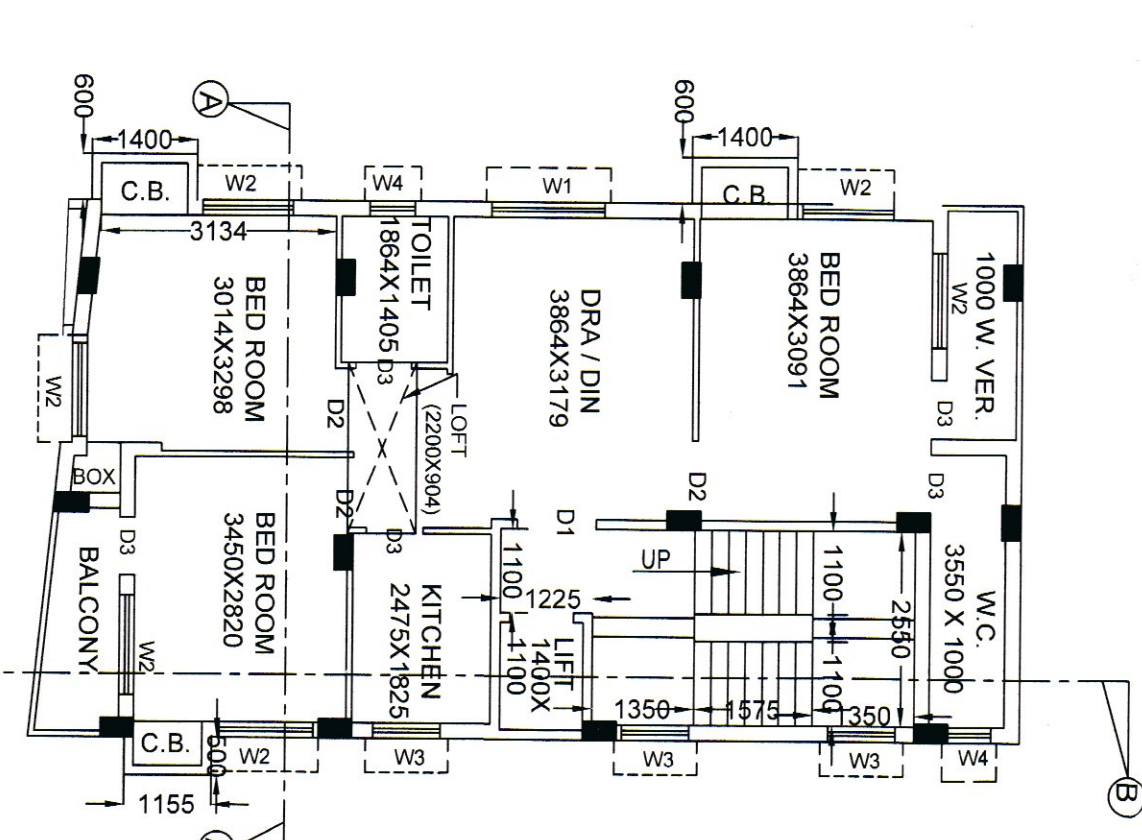 600
A
1400
C.B.
W2
W4
W1
600
1400
C.B.
W2
3134
TOILET
1864X1405
BED ROOM
3014X3298
DRA / DIN
3864X3179
BED ROOM
3864X3091
1000 W. VER.
W2
W2
D3
D2
LOFT
(2200X904)
D3
BOX
D2
D2
D3
D3
D3
D1
BALCONY
BED ROOM
3450X2820
W2
KITCHEN
2475X1825
1100
1225
UP
1100
2550
W.C.
3550 X 1000
LIFT
1400X
1100
1350
1575
1100
1350
C.B.
600
W2
W3
W3
W3
W4
1155
B